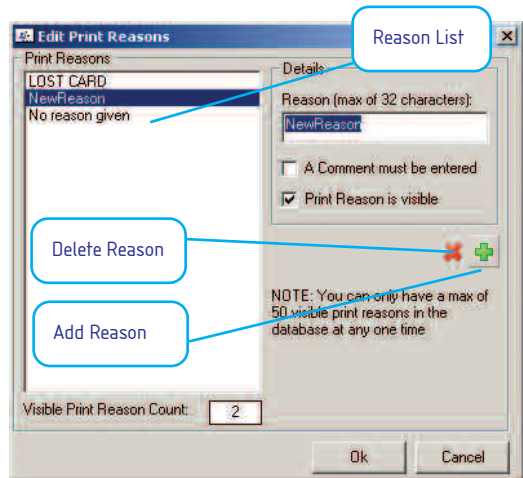 Edit Print Reasons
Reason List
Print Reasons
LOST CARD
NewReason
No reason given
Details
Reason (max of 32 characters):
NewReason
A Comment must be entered
Print Reason is visible
Delete Reason
Add Reason
NOTE: You can only have a max of
50 visible print reasons in the
database at any one time
Visible Print Reason Count:
2
Ok
Cancel